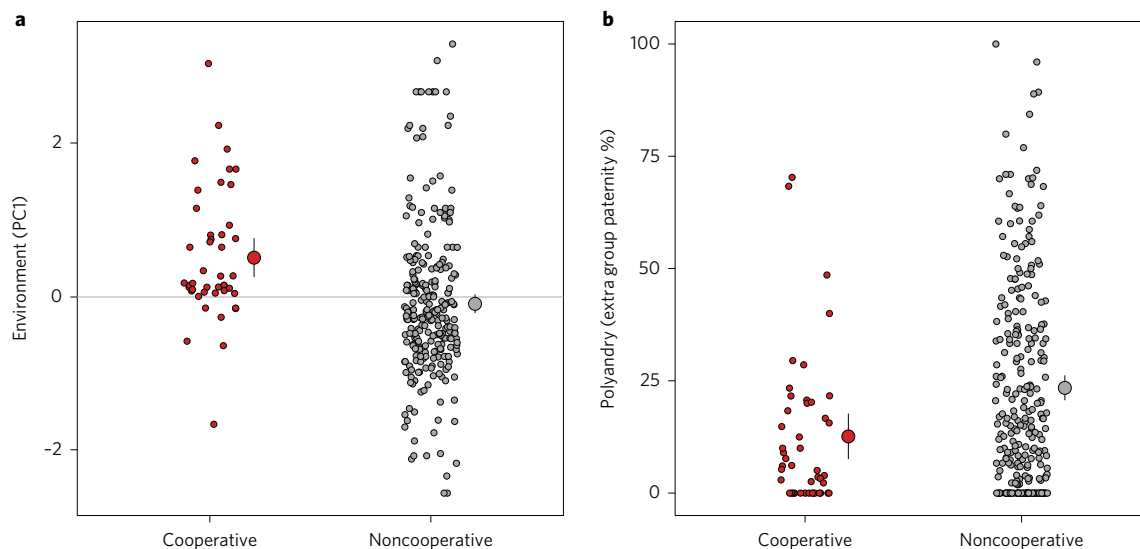 a
Environment (PC1)
2
0
–2
Cooperative
Noncooperative
b
Polyandry (extra group paternity %)
100
75
50
25
0
Cooperative
Noncooperative